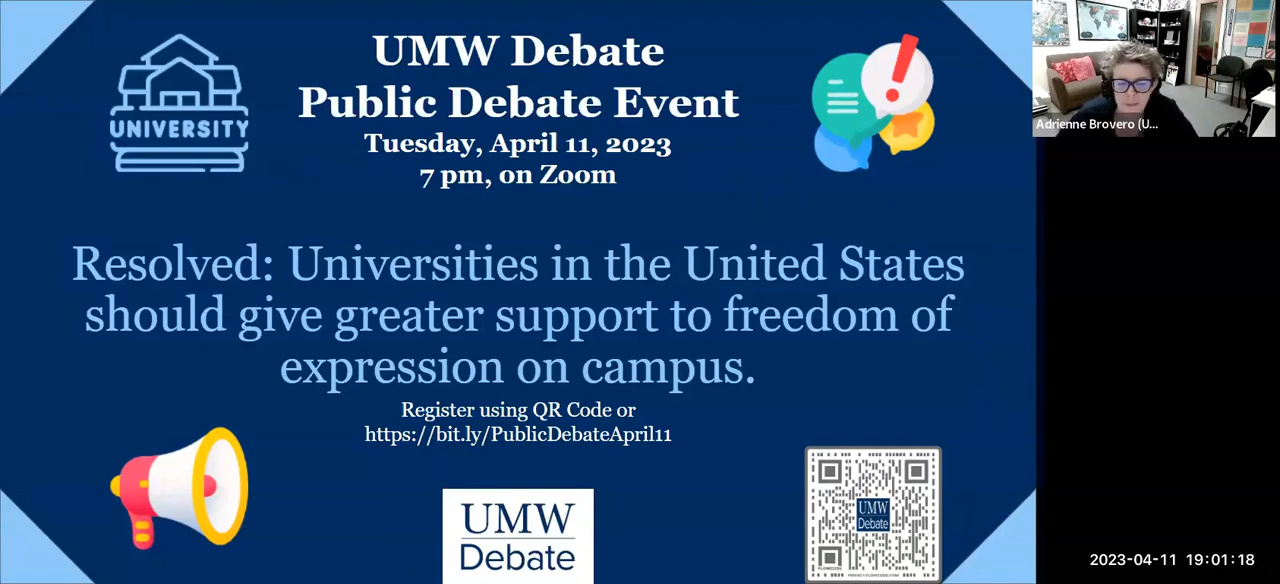 UMW Debate
Public Debate Event
Tuesday, April 11, 2023
7 pm, on Zoom
UNIVERSITY
Resolved: Universities in the United States
should give greater support to freedom of
expression on campus.
Register using QR Code or
https://bit.ly/PublicDebateApril11
UMW
Debate
UMW
Debate
Adrienne Brovero (U...
2023-04-11 19:01:18